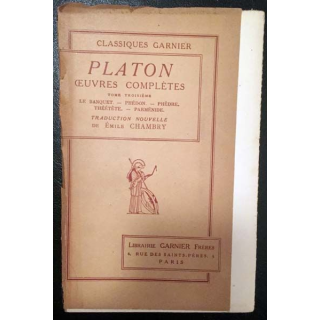 CLASSIQUES GARNIER
PLATON
ŒUVRES COMPLÈTES
TOME TROISIÈME
LE BANQUET — PHÉDON — PHÈDRE,
THÉÉTÈTE, — PARMÉNIDE.
TRADUCTION NOUVELLE
DE ÉMILE CHAMBRY
LIBRAIRIE GARNIER FRÈRES
6, RUE DES SAINTS-PÈRES, 6
PARIS